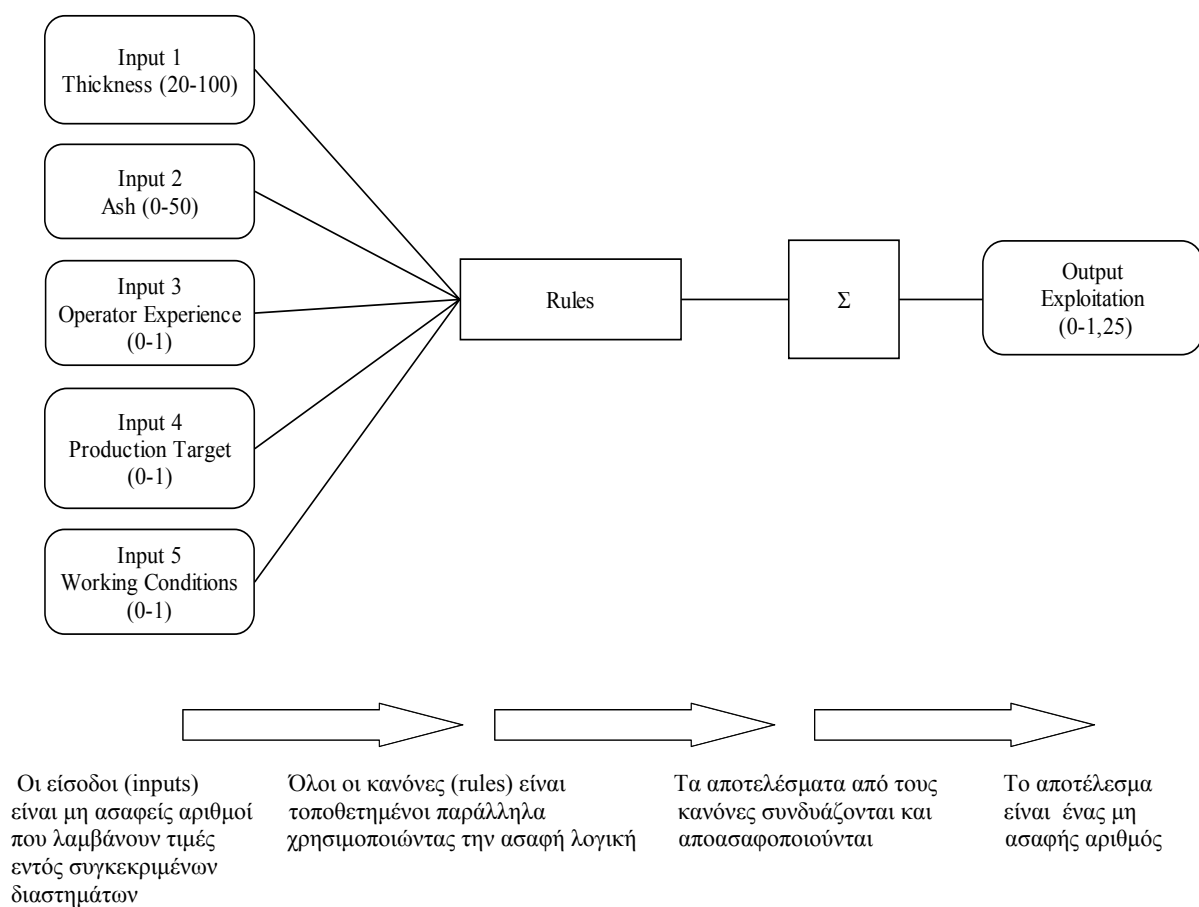 Input 1
Thickness (20-100)
Input 2
Ash (0-50)
Input 3
Operator Experience
(0-1)
Input 4
Production Target
(0-1)
Input 5
Working Conditions
(0-1)
Rules
Σ
Output
Exploitation
(0-1,25)
Οι είσοδοι (inputs)
είναι μη ασαφείς αριθμοί
που λαμβάνουν τιμές
εντός συγκεκριμένων
διαστημάτων
Όλοι οι κανόνες (rules) είναι
τοποθετημένοι παράλληλα
χρησιμοποιώντας την ασαφή λογική
Τα αποτελέσματα από τους
κανόνες συνδυάζονται και
αποασαφοποιούνται
Το αποτέλεσμα
είναι ένας μη
ασαφής αριθμός